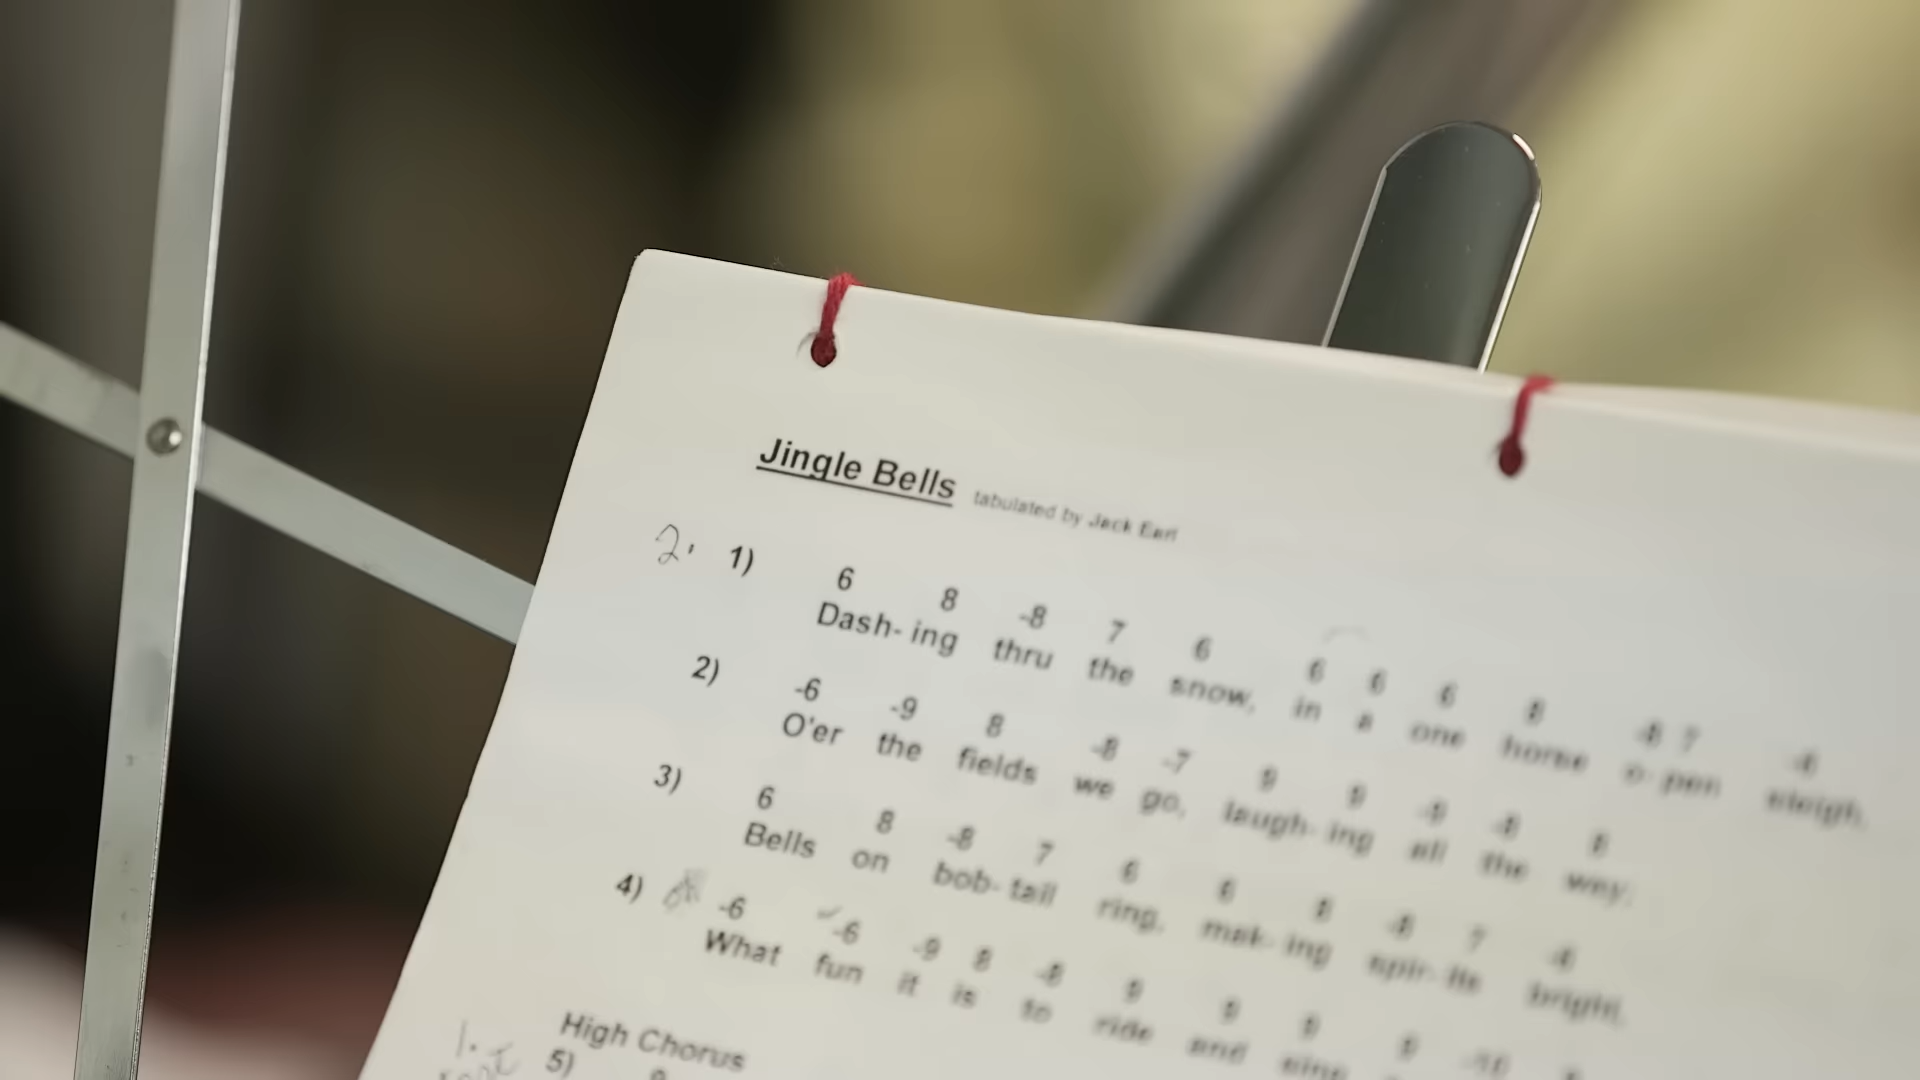 Jingle Bells tabulated by Jack Earl
2. 1) 6 8 -8 7 6 6 6 6 8 -8 7 -6
Dash- ing thru the snow, in a one horse o- pen sleigh,
2) -6 -9 8 -8 -7 9 9 -9 -8 8
O'er the fields we go, laugh- ing all the way;
3) 6 8 -8 7 6 6 8 -8 7 -6
Bells on bob- tail ring, mak- ing spir- its bright,
4) -6 -6 -9 8 -8 9 9 9 9 -10
What fun it is to ride and sing
High Chorus
1.
5)